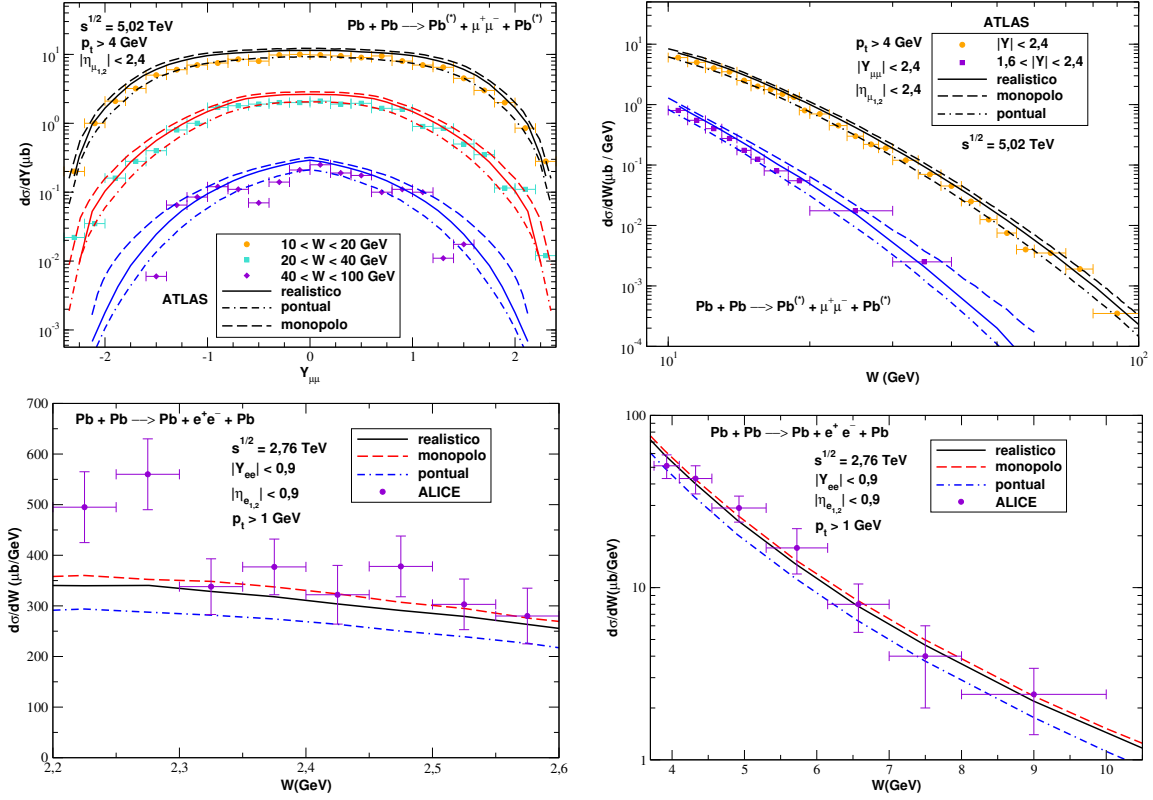 s^1/2 = 5,02 TeV
p_t > 4 GeV
|η_μ1,2| < 2,4
Pb + Pb —> Pb^(*) + μ^+ μ^- + Pb^(*)
10^1
10^0
10^-1
10^-2
10^-3
dσ/dY(μb)
10 < W < 20 GeV
20 < W < 40 GeV
40 < W < 100 GeV
realistico
pontual
monopolo
ATLAS
-2 -1 0 1 2
Y_μμ
ATLAS
|Y| < 2,4
1,6 < |Y| < 2,4
realistico
monopolo
pontual
p_t > 4 GeV
|Y_μμ| < 2,4
|η_μ1,2| < 2,4
s^1/2 = 5,02 TeV
10^1
10^0
10^-1
10^-2
10^-3
10^-4
dσ/dW(μb / GeV)
Pb + Pb —> Pb^(*) + μ^+ μ^- + Pb^(*)
10^1 10^2
W (GeV)
Pb + Pb —> Pb + e^+ e^- + Pb
s^1/2 = 2,76 TeV
|Y_ee| < 0,9
|η_e1,2| < 0,9
p_t > 1 GeV
realistico
monopolo
pontual
ALICE
700
600
500
400
300
200
100
0
dσ/dW (μb/GeV)
2,2 2,3 2,4 2,5 2,6
W(GeV)
Pb + Pb —> Pb + e^+ e^- + Pb
s^1/2 = 2,76 TeV
|Y_ee| < 0,9
|η_e1,2| < 0,9
p_t > 1 GeV
realistico
monopolo
pontual
ALICE
100
10
1
dσ/dW(μb/GeV)
4 5 6 7 8 9 10
W(GeV)